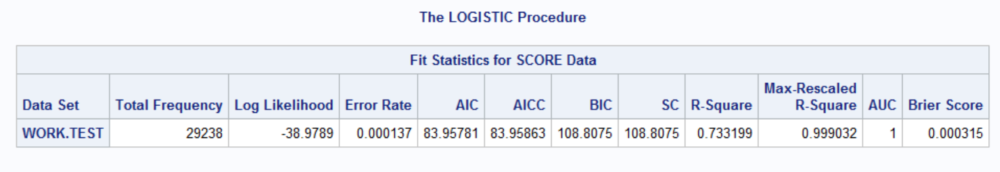 The LOGISTIC Procedure
Fit Statistics for SCORE Data
Data Set Total Frequency Log Likelihood Error Rate AIC AICC BIC SC R-Square Max-Rescaled R-Square AUC Brier Score
WORK.TEST 29238 -38.9789 0.000137 83.95781 83.95863 108.8075 108.8075 0.733199 0.999032 1 0.000315